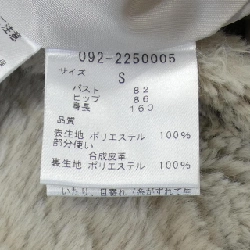 注意
092-2250005
サイズ
S
バスト 82
ヒップ 86
身長 160
品質
表生地 ポリエステル 100%
部分使い
合成皮革
裏生地 ポリエステル 100%